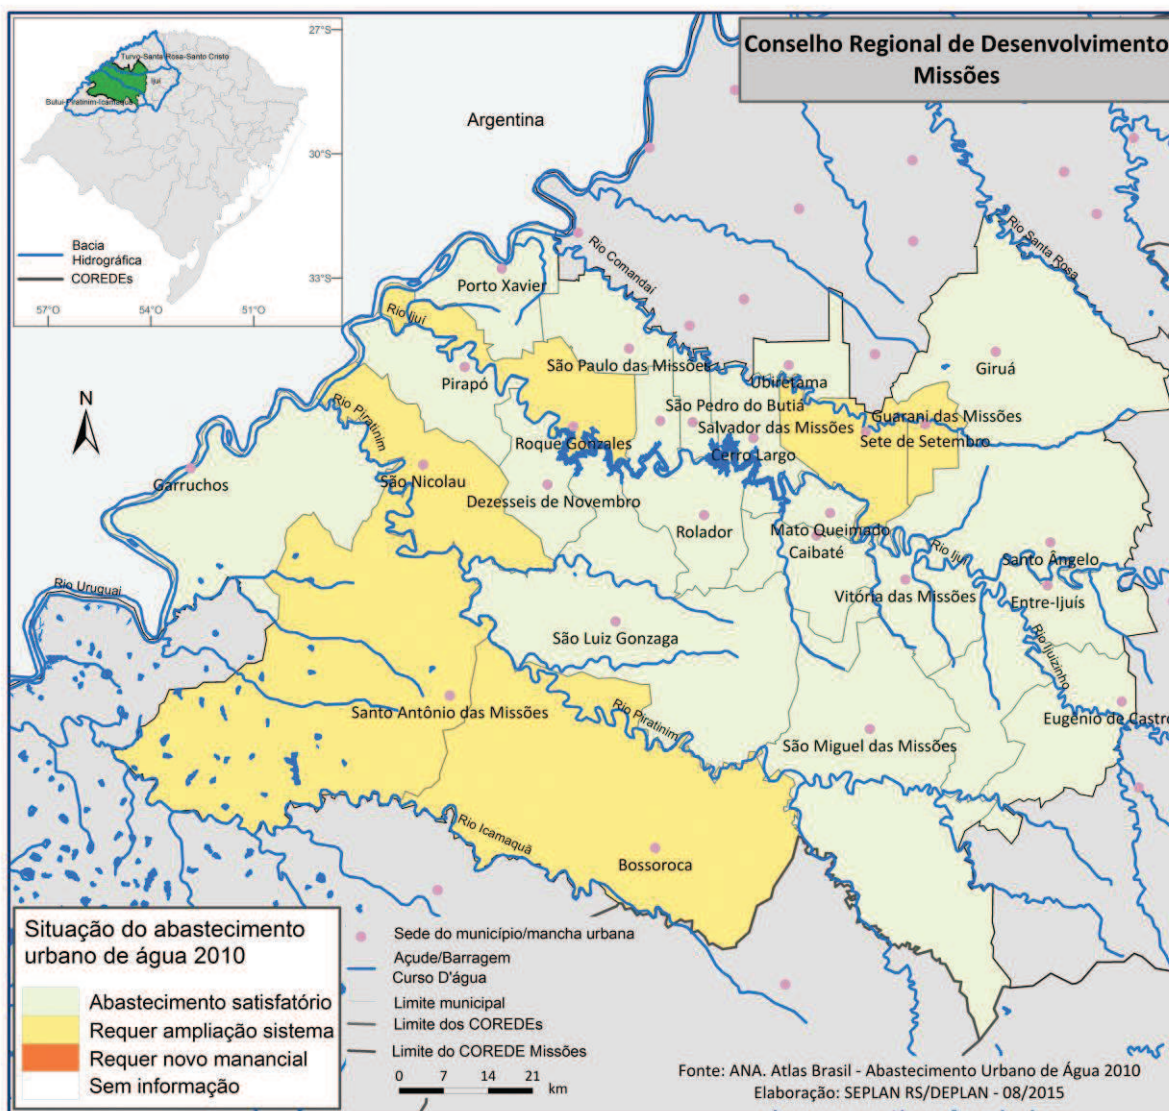 Conselho Regional de Desenvolvimento
Missões
27°S
30°S
33°S
57°O
54°O
51°O
Turvo-Santa Rosa-Santo Cristo
Ijuí
Butuí-Piratinim-Icamaquã
Bacia
Hidrográfica
COREDEs
Argentina
N
Rio Comandaí
Rio Santa Rosa
Porto Xavier
Rio Ijuí
São Paulo das Missões
Pirapó
Ubiretama
Giruá
Rio Piratinim
São Pedro do Butiá
Guarani das Missões
Salvador das Missões
Sete de Setembro
Roque Gonzales
Cerro Largo
Garruchos
São Nicolau
Dezesseis de Novembro
Rolador
Mato Queimado
Caibaté
Rio Ijuí
Santo Ângelo
Rio Uruguai
Vitória das Missões
Entre-Ijuís
São Luiz Gonzaga
Rio Ijuizinho
Santo Antônio das Missões
Rio Piratinim
São Miguel das Missões
Eugênio de Castro
Rio Icamaquã
Bossoroca
Situação do abastecimento
urbano de água 2010
Abastecimento satisfatório
Requer ampliação sistema
Requer novo manancial
Sem informação
Sede do município/mancha urbana
Açude/Barragem
Curso D'água
Limite municipal
Limite dos COREDEs
Limite do COREDE Missões
0 7 14 21
km
Fonte: ANA. Atlas Brasil - Abastecimento Urbano de Água 2010
Elaboração: SEPLAN RS/DEPLAN - 08/2015